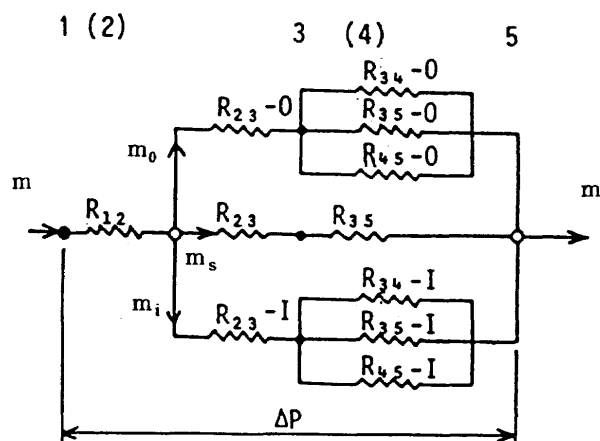 1 (2) 3 (4) 5
R34-O
R23-O R35-O
R45-O
m0
m m
R12 R23 R35
ms
R34-I
mi R23-I R35-I
R45-I
ΔP